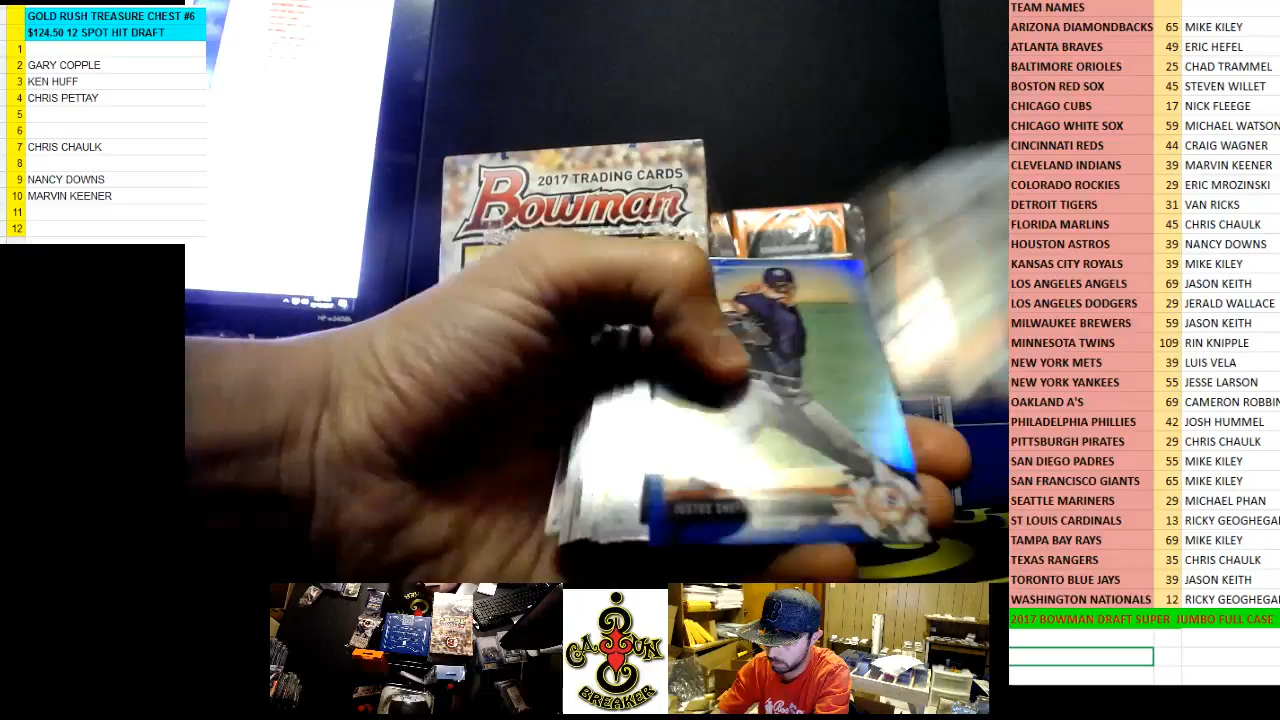 GOLD RUSH TREASURE CHEST #6
$124.50 12 SPOT HIT DRAFT
1
2 GARY COPPLE
3 KEN HUFF
4 CHRIS PETTAY
5
6
7 CHRIS CHAULK
8
9 NANCY DOWNS
10 MARVIN KEENER
11
12
2017 TRADING CARDS
Bowman
CAJUN
BREAKER
TEAM NAMES
ARIZONA DIAMONDBACKS 65 MIKE KILEY
ATLANTA BRAVES 49 ERIC HEFEL
BALTIMORE ORIOLES 25 CHAD TRAMMEL
BOSTON RED SOX 45 STEVEN WILLET
CHICAGO CUBS 17 NICK FLEEGE
CHICAGO WHITE SOX 59 MICHAEL WATSON
CINCINNATI REDS 44 CRAIG WAGNER
CLEVELAND INDIANS 39 MARVIN KEENER
COLORADO ROCKIES 29 ERIC MROZINSKI
DETROIT TIGERS 31 VAN RICKS
FLORIDA MARLINS 45 CHRIS CHAULK
HOUSTON ASTROS 39 NANCY DOWNS
KANSAS CITY ROYALS 39 MIKE KILEY
LOS ANGELES ANGELS 69 JASON KEITH
LOS ANGELES DODGERS 29 JERALD WALLACE
MILWAUKEE BREWERS 59 JASON KEITH
MINNESOTA TWINS 109 RIN KNIPPLE
NEW YORK METS 39 LUIS VELA
NEW YORK YANKEES 55 JESSE LARSON
OAKLAND A'S 69 CAMERON ROBBIN
PHILADELPHIA PHILLIES 42 JOSH HUMMEL
PITTSBURGH PIRATES 29 CHRIS CHAULK
SAN DIEGO PADRES 55 MIKE KILEY
SAN FRANCISCO GIANTS 65 MIKE KILEY
SEATTLE MARINERS 29 MICHAEL PHAN
ST LOUIS CARDINALS 13 RICKY GEOGHEGA
TAMPA BAY RAYS 69 MIKE KILEY
TEXAS RANGERS 35 CHRIS CHAULK
TORONTO BLUE JAYS 39 JASON KEITH
WASHINGTON NATIONALS 12 RICKY GEOGHEGA
2017 BOWMAN DRAFT SUPER JUMBO FULL CASE